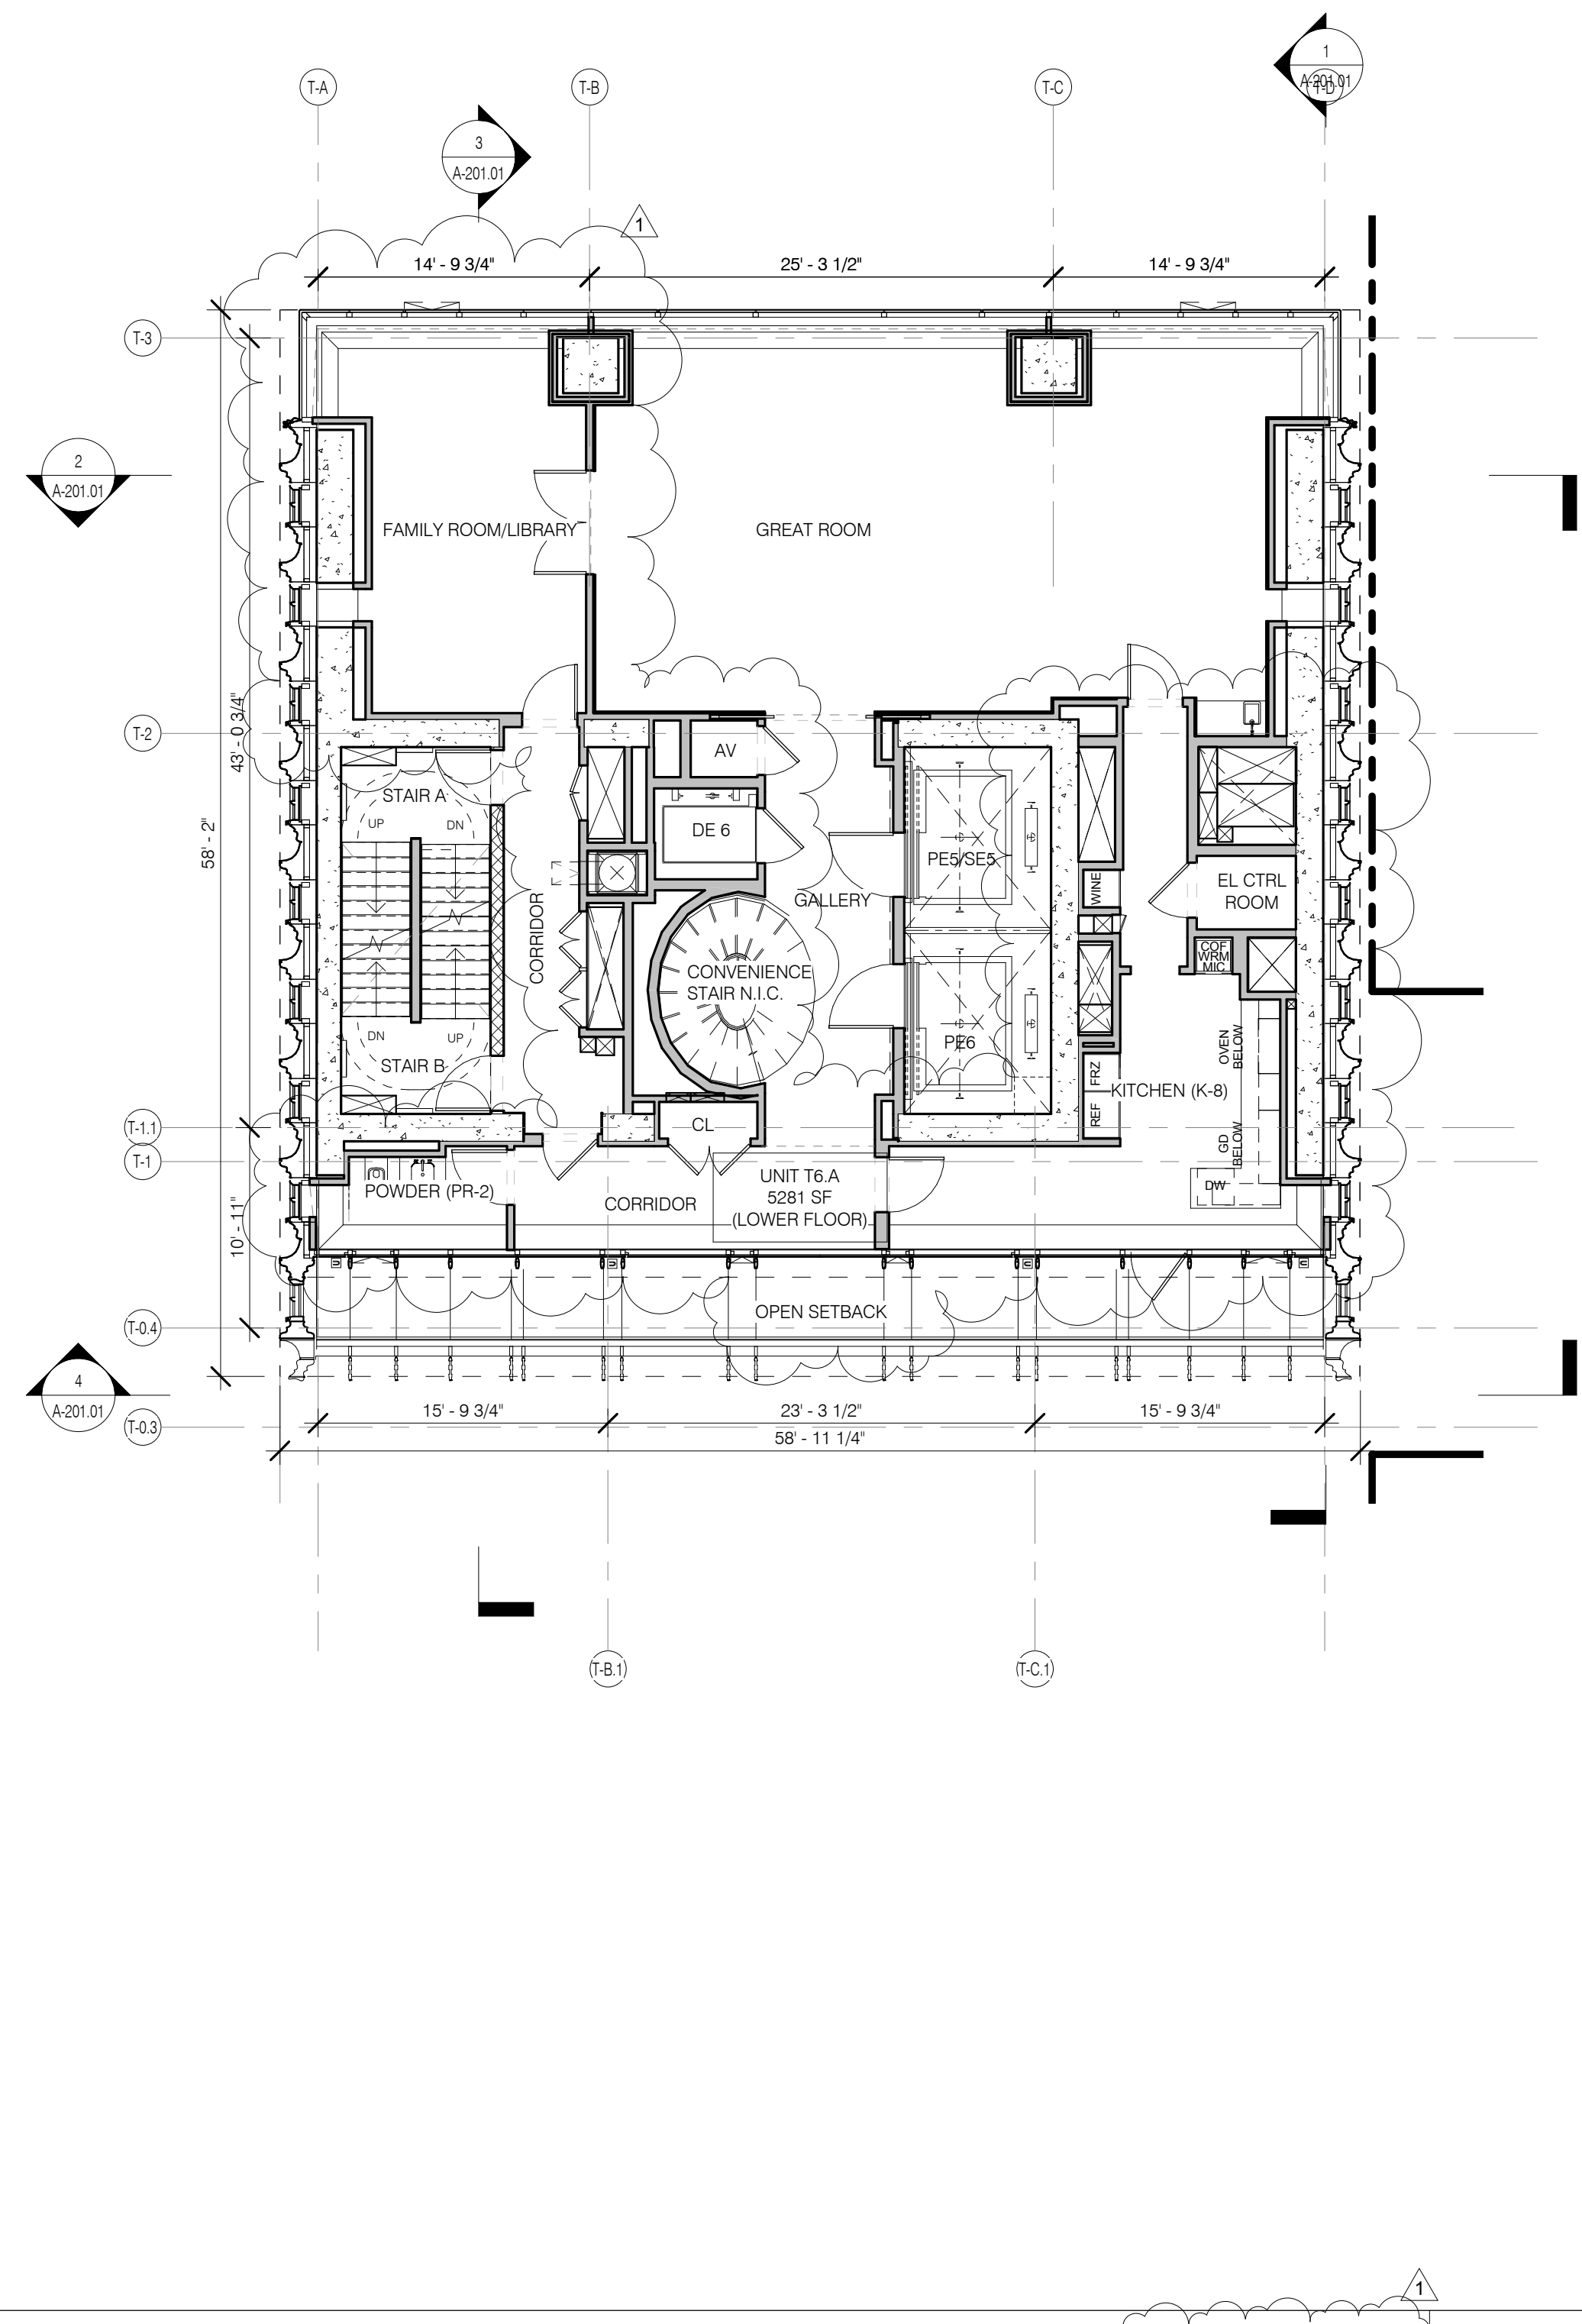 1
A-201.01
T-A
T-B
T-C
T-D
3
A-201.01
1
14' - 9 3/4"
25' - 3 1/2"
14' - 9 3/4"
T-3
2
A-201.01
FAMILY ROOM/LIBRARY
GREAT ROOM
T-2
43' - 0 3/4"
58' - 2"
AV
STAIR A
UP
DN
DE 6
PE5/SE5
WINE
EL CTRL
ROOM
GALLERY
CORRIDOR
COF
WRM
MIC
CONVENIENCE
STAIR N.I.C.
DN
UP
STAIR B
PE6
OVEN
BELOW
FRZ
KITCHEN (K-8)
REF
T-1.1
CL
GD
BELOW
T-1
POWDER (PR-2)
CORRIDOR
UNIT T6.A
5281 SF
(LOWER FLOOR)
DW
10' - 11"
OPEN SETBACK
T-0.4
4
A-201.01
T-0.3
15' - 9 3/4"
23' - 3 1/2"
15' - 9 3/4"
58' - 11 1/4"
T-B.1
T-C.1
1